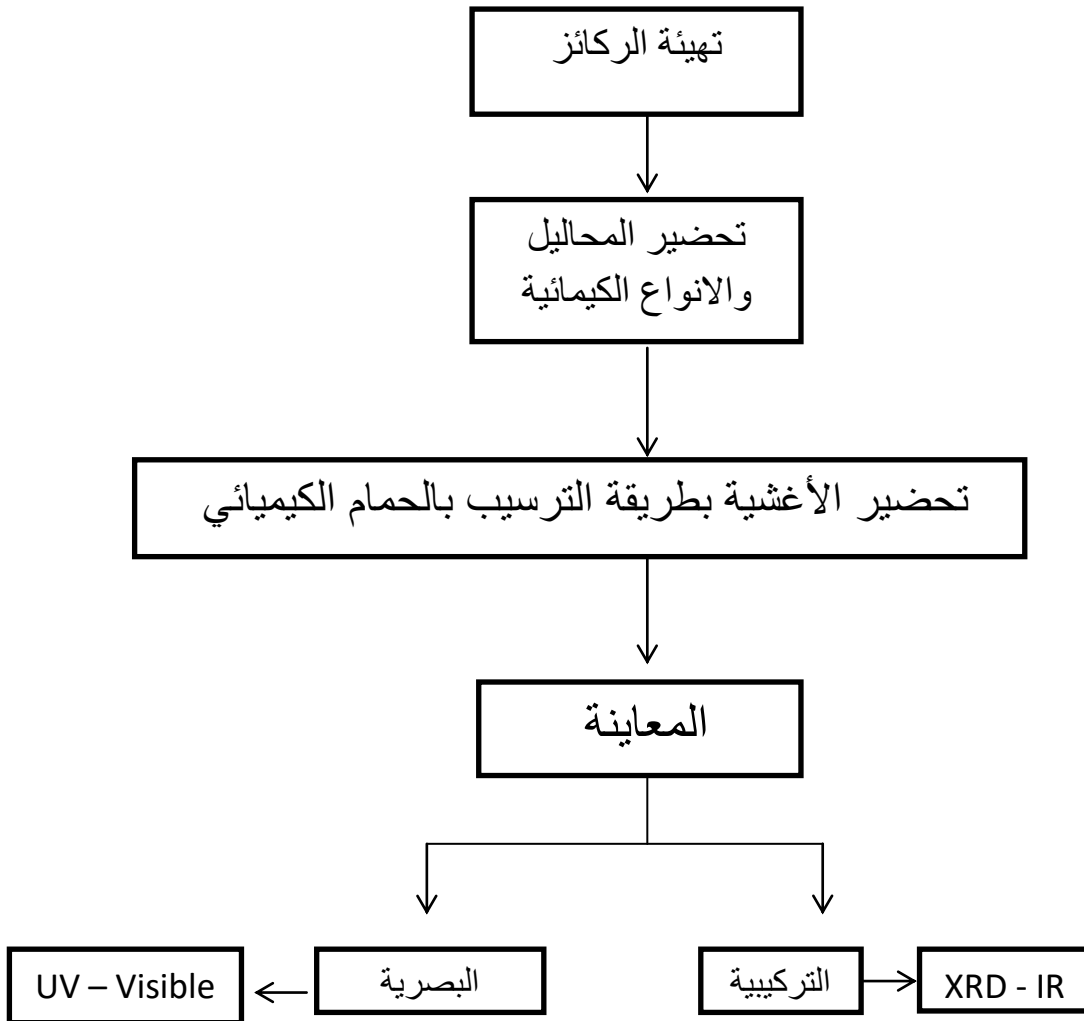 تهيئة الركائز
تحضير المحاليل
والانواع الكيمائية
تحضير الأغشية بطريقة الترسيب بالحمام الكيميائي
المعاينة
XRD - IR
التركيبية
البصرية
UV – Visible